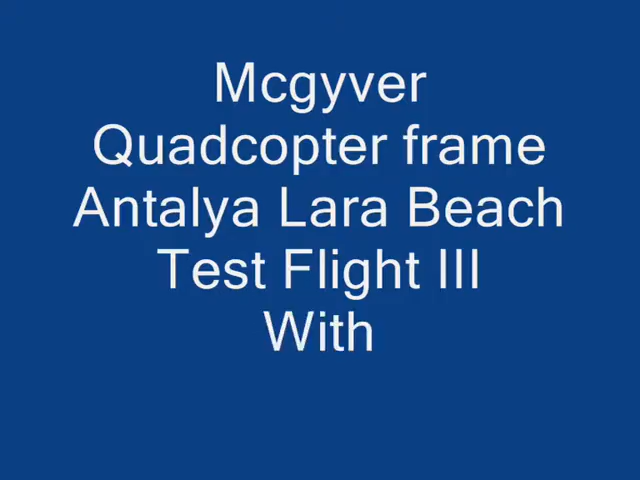 Mcgyver
Quadcopter frame
Antalya Lara Beach
Test Flight III
With